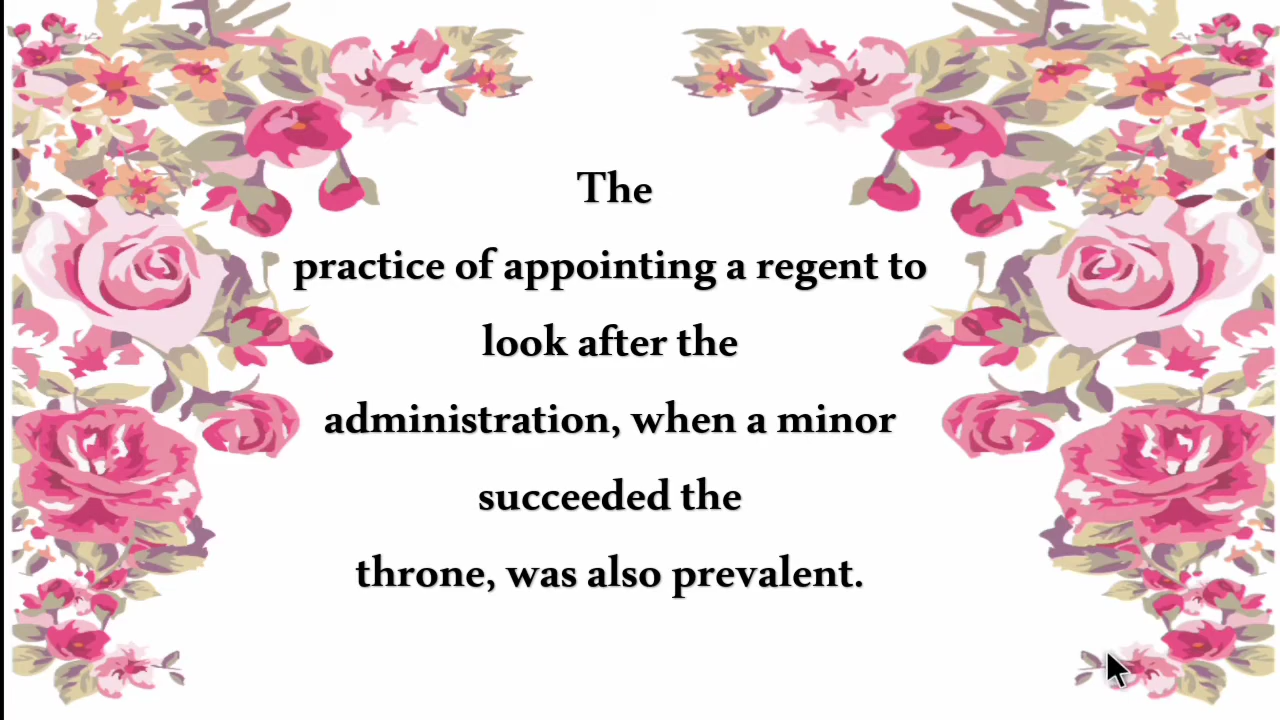 The
practice of appointing a regent to
look after the
administration, when a minor
succeeded the
throne, was also prevalent.